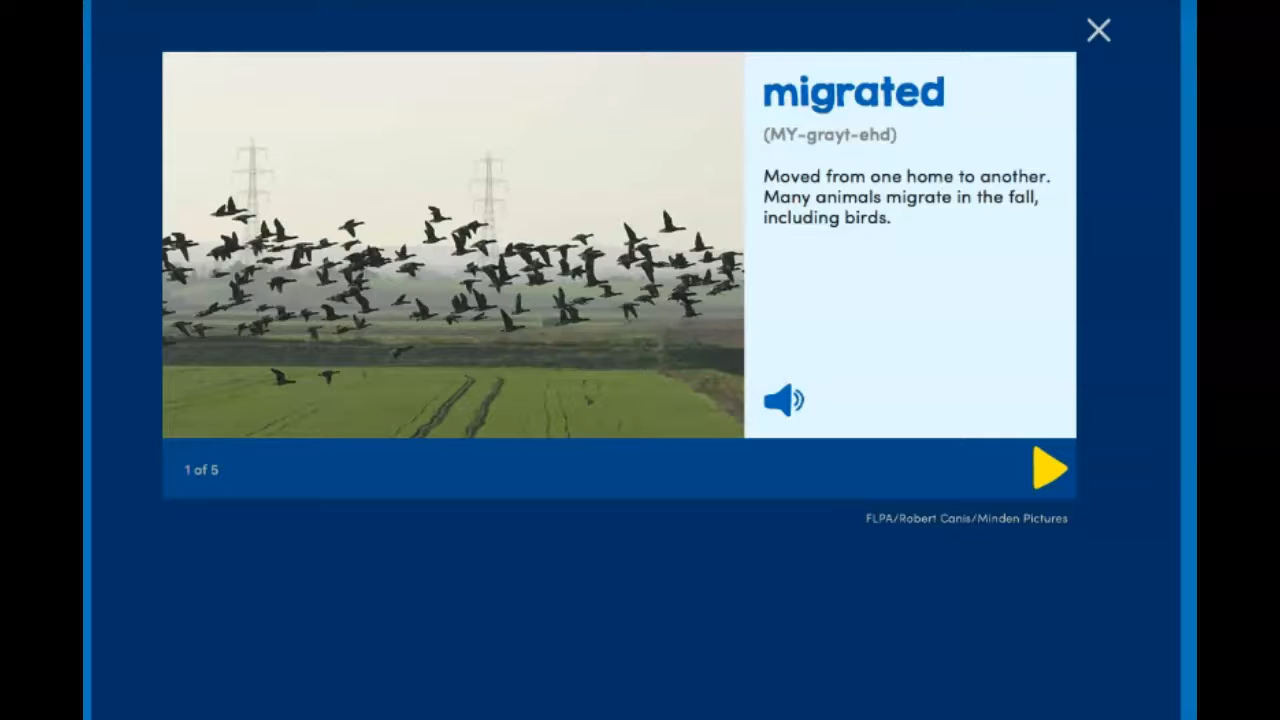 migrated
(MY-grayt-ehd)
Moved from one home to another.
Many animals migrate in the fall,
including birds.
1 of 5
FLPA/Robert Canis/Minden Pictures